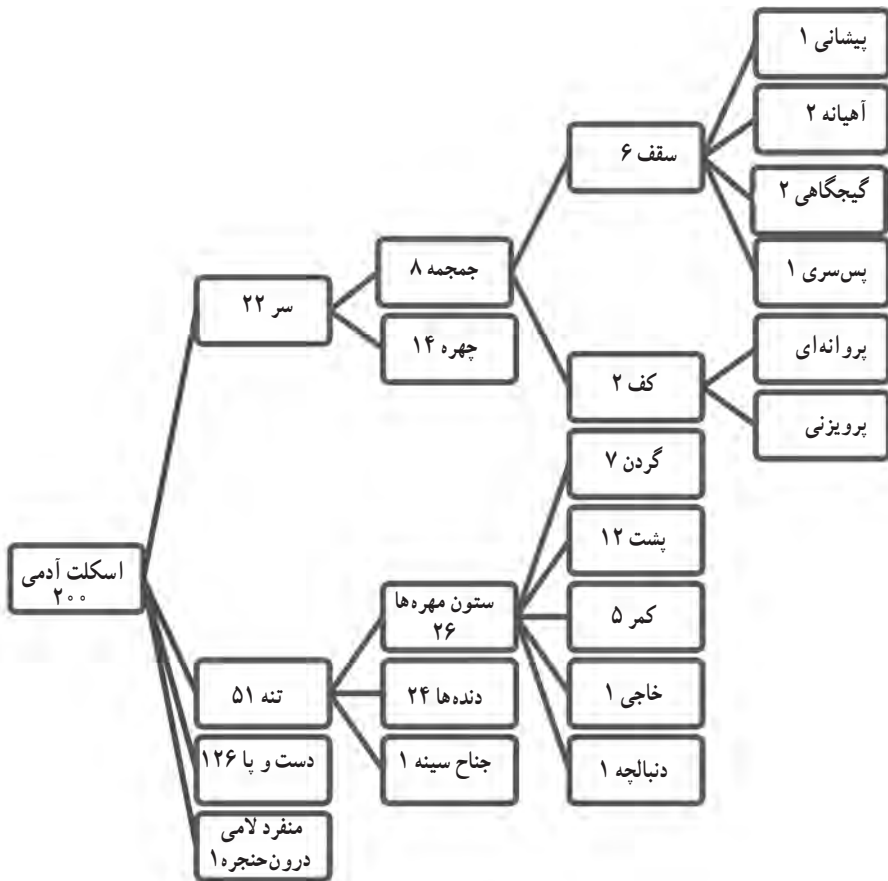 پیشانی ۱
آهیانه ۲
سقف ۶
گیجگاهی ۲
پس‌سری ۱
جمجمه ۸
سر ۲۲
چهره ۱۴
پروانه‌ای
کف ۲
پرویزنی
گردن ۷
پشت ۱۲
اسکلت آدمی
۲۰۰
ستون مهره‌ها
۲۶
کمر ۵
تنه ۵۱
دنده‌ها ۲۴
خاجی ۱
دست و پا ۱۲۶
جناح سینه ۱
دنبالچه ۱
منفرد لامی
درون‌حنجره۱